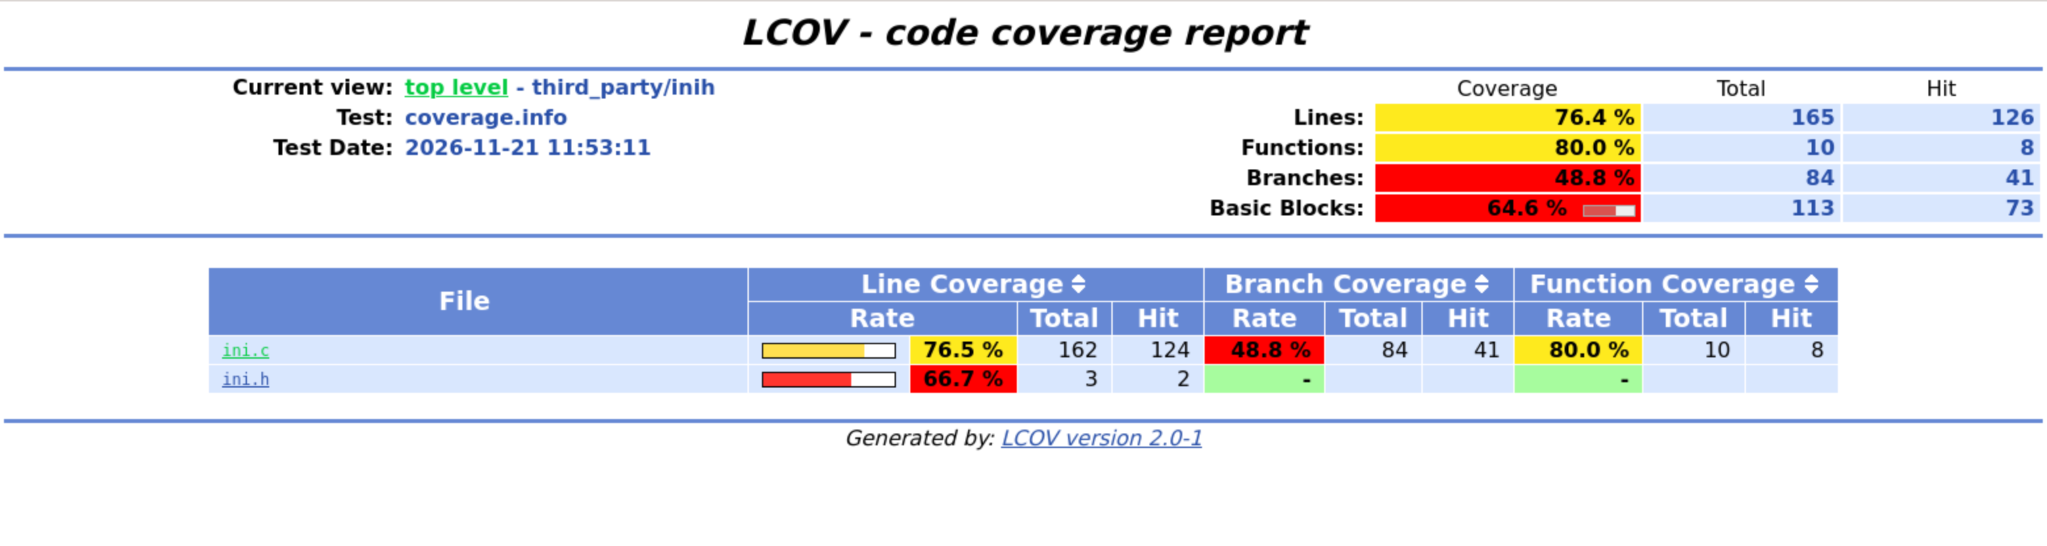 LCOV - code coverage report
Current view: top level - third_party/inih
Coverage Total Hit
Test: coverage.info
Lines: 76.4 % 165 126
Test Date: 2026-11-21 11:53:11
Functions: 80.0 % 10 8
Branches: 48.8 % 84 41
Basic Blocks: 64.6 % 113 73
File
Line Coverage Branch Coverage Function Coverage
Rate Total Hit Rate Total Hit Rate Total Hit
ini.c 76.5 % 162 124 48.8 % 84 41 80.0 % 10 8
ini.h 66.7 % 3 2 - -
Generated by: LCOV version 2.0-1